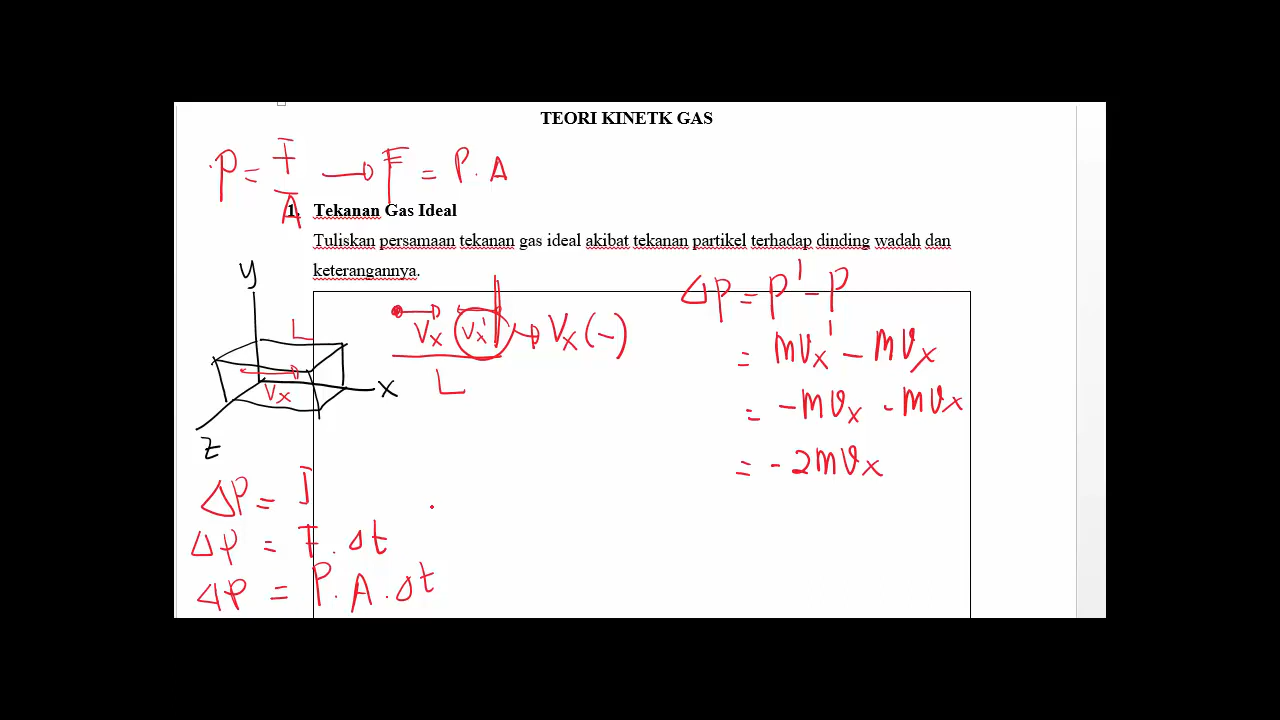 TEORI KINETK GAS
P = F / A → F = P . A
1. Tekanan Gas Ideal
Tuliskan persamaan tekanan gas ideal akibat tekanan partikel terhadap dinding wadah dan
keterangannya.
y
L
Vx
x
z
Vx Vx' → Vx (-)
L
Δp = p' - p
= mvx' - mvx
= -mvx - mvx
= -2mvx
ΔP = I
ΔP = F . Δt
ΔP = P. A . Δt